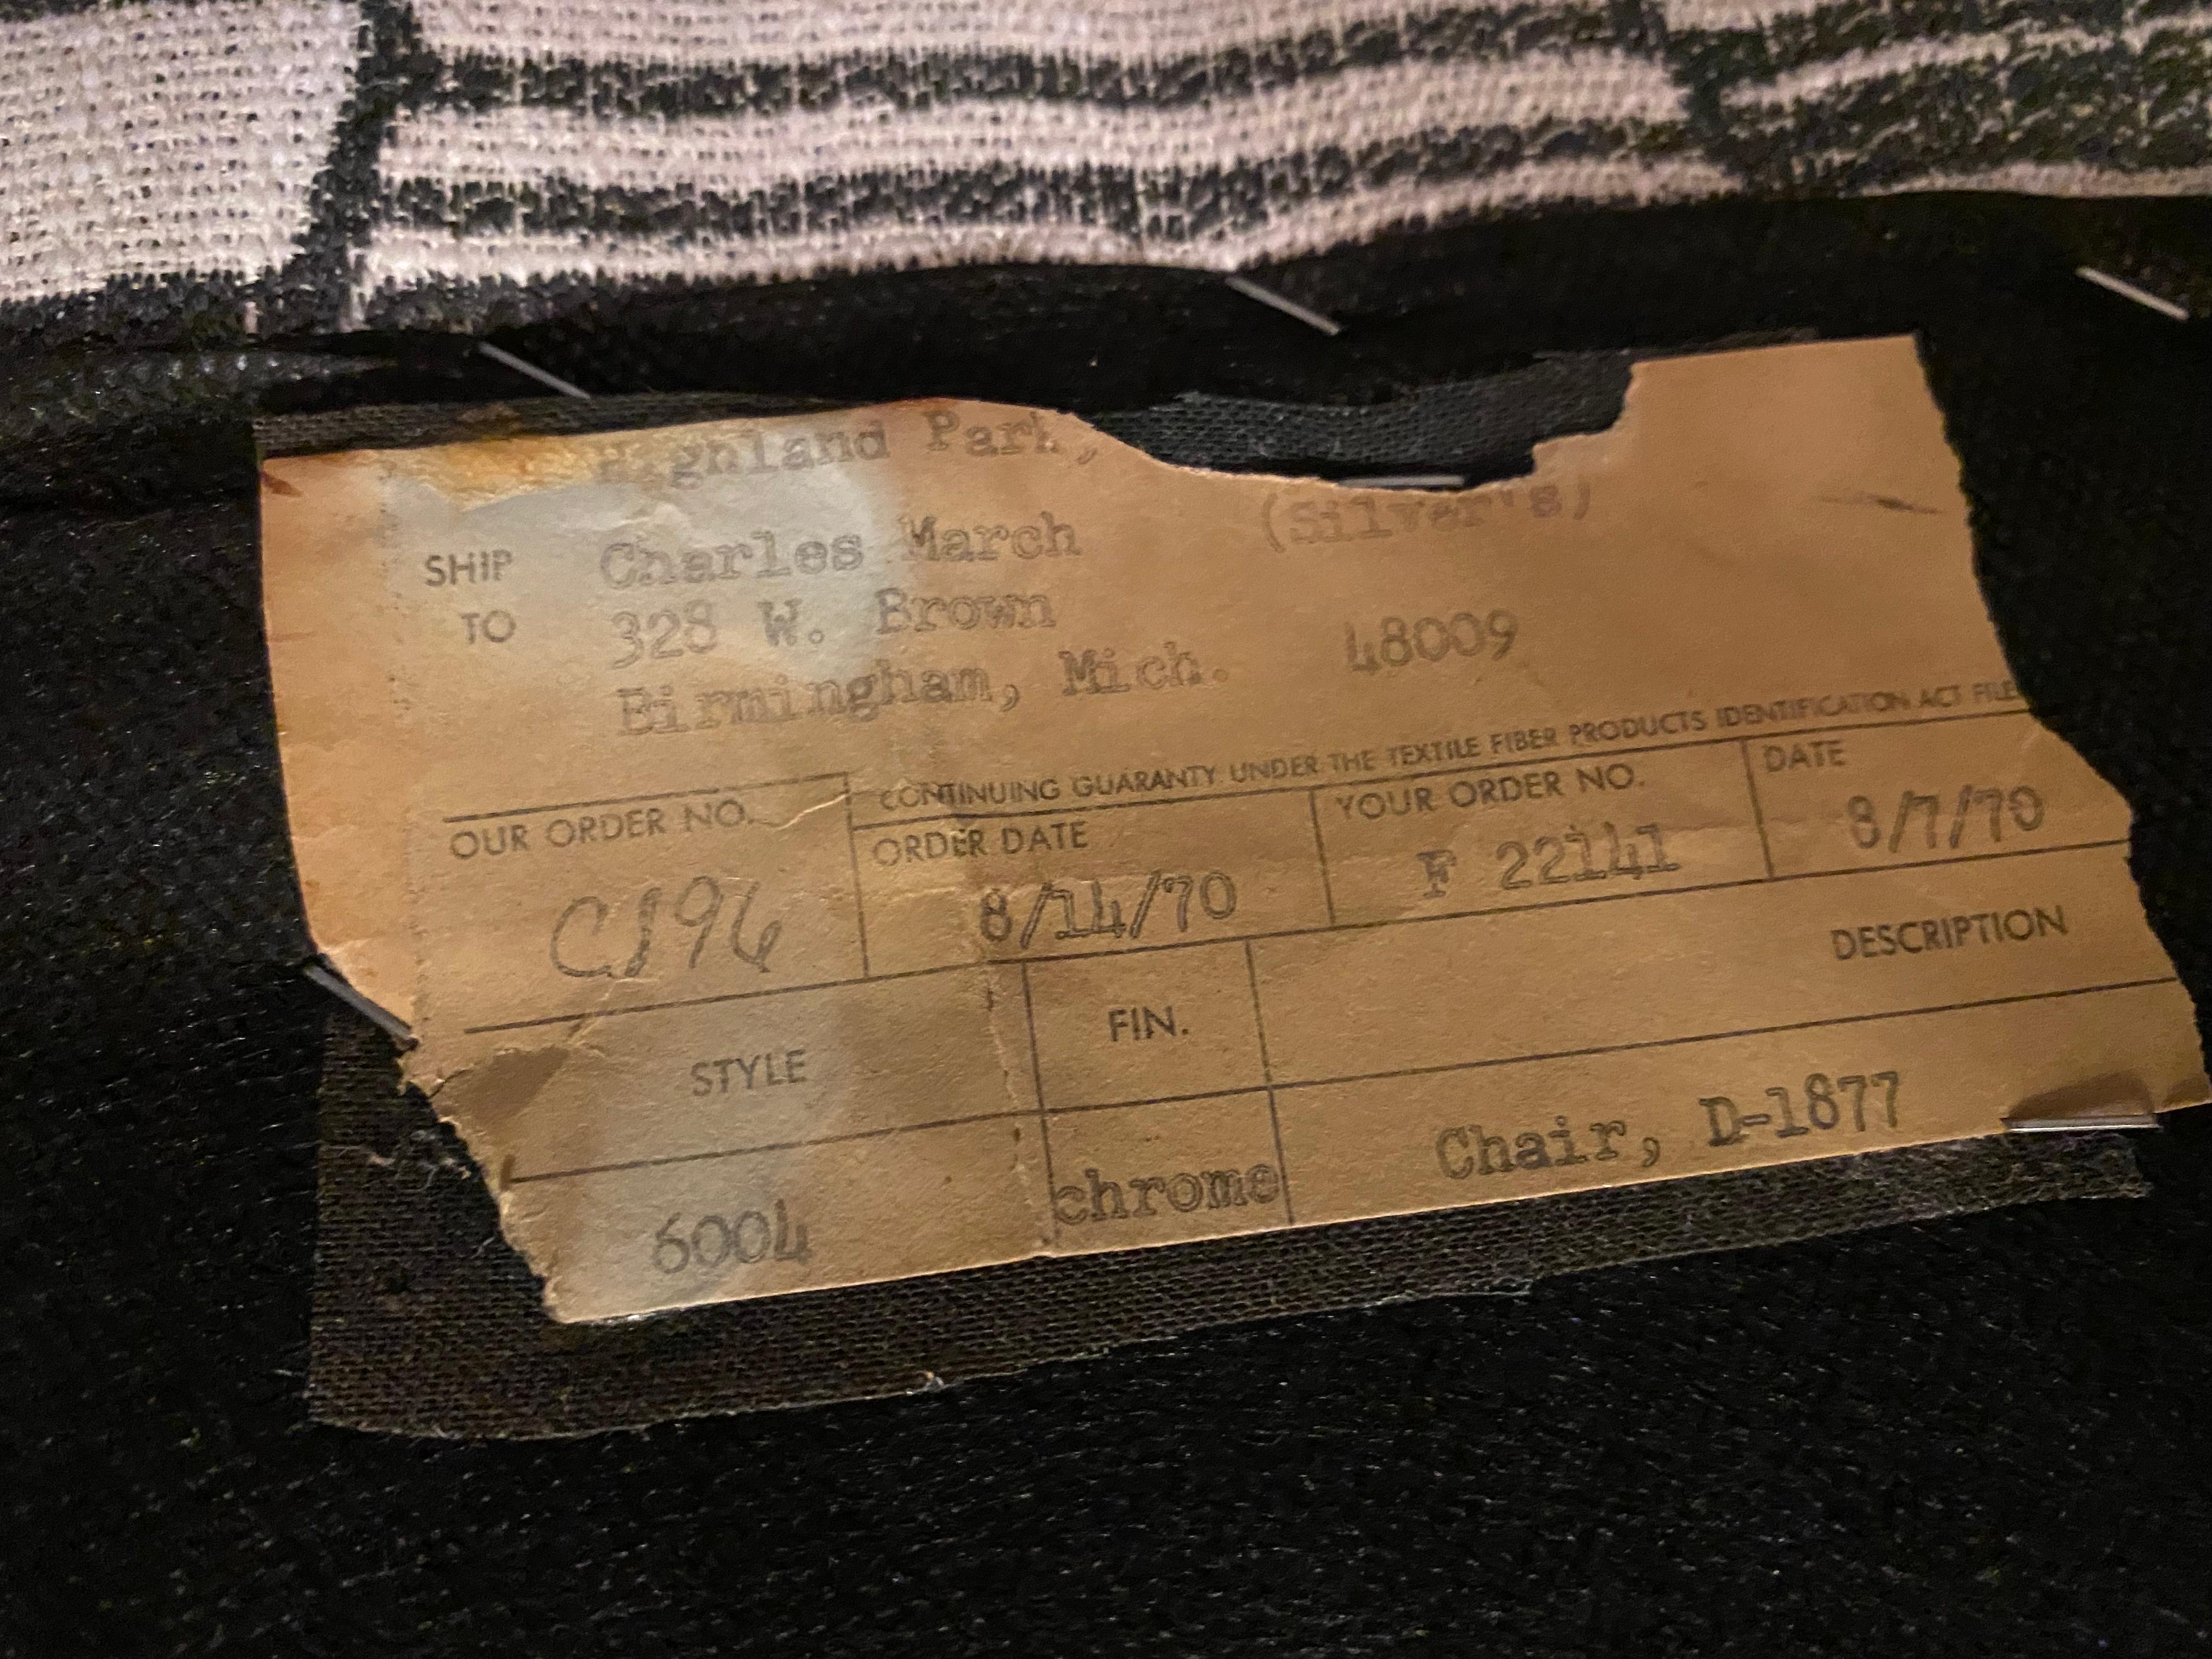 Highland Park,
(Silver's)
SHIP TO Charles March
328 W. Brown
Birmingham, Mich. 48009
CONTINUING GUARANTY UNDER THE TEXTILE FIBER PRODUCTS IDENTIFICATION ACT FILE
OUR ORDER NO. ORDER DATE YOUR ORDER NO. DATE
C196 8/14/70 F 22141 8/7/70
STYLE FIN. DESCRIPTION
6004 chrome Chair, D-1877